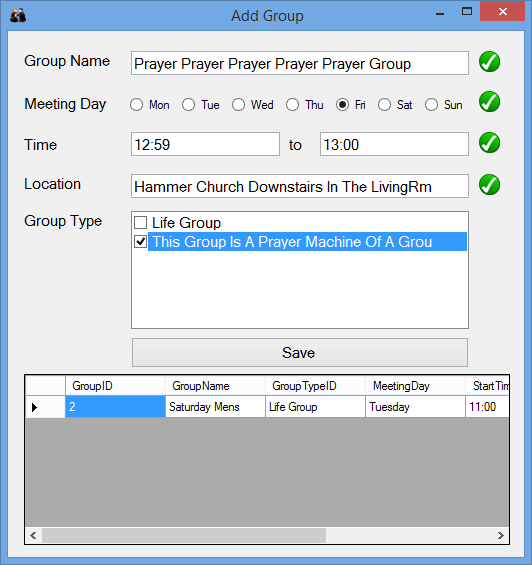 Add Group
Group Name Prayer Prayer Prayer Prayer Prayer Group
Meeting Day Mon Tue Wed Thu Fri Sat Sun
Time 12:59 to 13:00
Location Hammer Church Downstairs In The LivingRm
Group Type Life Group
This Group Is A Prayer Machine Of A Grou
Save
GroupID GroupName GroupTypeID MeetingDay StartTim
2 Saturday Mens Life Group Tuesday 11:00